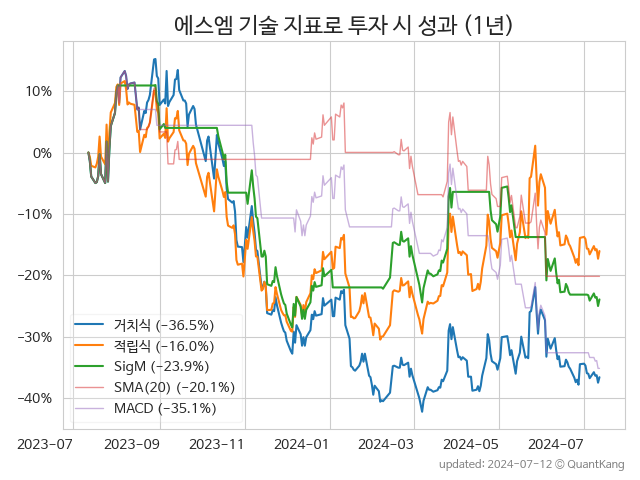 에스엠 기술 지표로 투자 시 성과 (1년)
10%
0%
−10%
−20%
−30%
−40%
거치식 (−36.5%)
적립식 (−16.0%)
SigM (−23.9%)
SMA(20) (−20.1%)
MACD (−35.1%)
2023-07 2023-09 2023-11 2024-01 2024-03 2024-05 2024-07
updated: 2024-07-12 © QuantKang